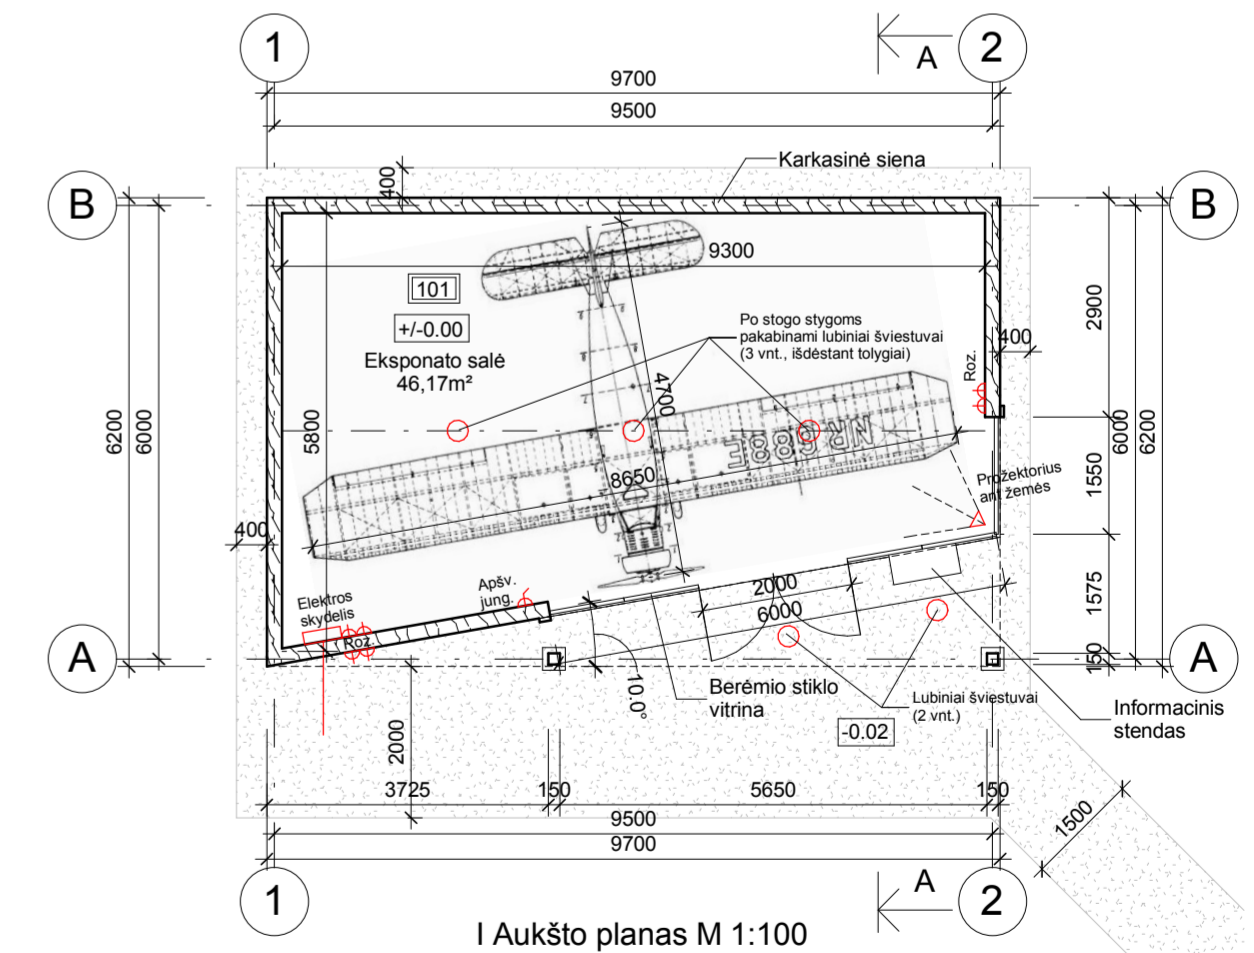 1
A
2
9700
9500
Karkasinė siena
400
B
B
9300
101
+/-0.00
Eksponato salė
46,17m²
Po stogo stygoms
pakabinami lubiniai šviestuvai
(3 vnt., išdėstant tolygiai)
2900
400
Roz.
4700
NR 688E
6200
6000
5800
6000
6200
8650
1550
Prožektorius
ant žemės
400
Elektros
skydelis
Roz.
Apšv.
jung.
2000
6000
1575
A
A
150
10.0°
Berėmio stiklo
vitrina
Lubiniai šviestuvai
(2 vnt.)
-0.02
Informacinis
stendas
2000
3725
150
5650
150
1500
9500
9700
1
A
2
I Aukšto planas M 1:100